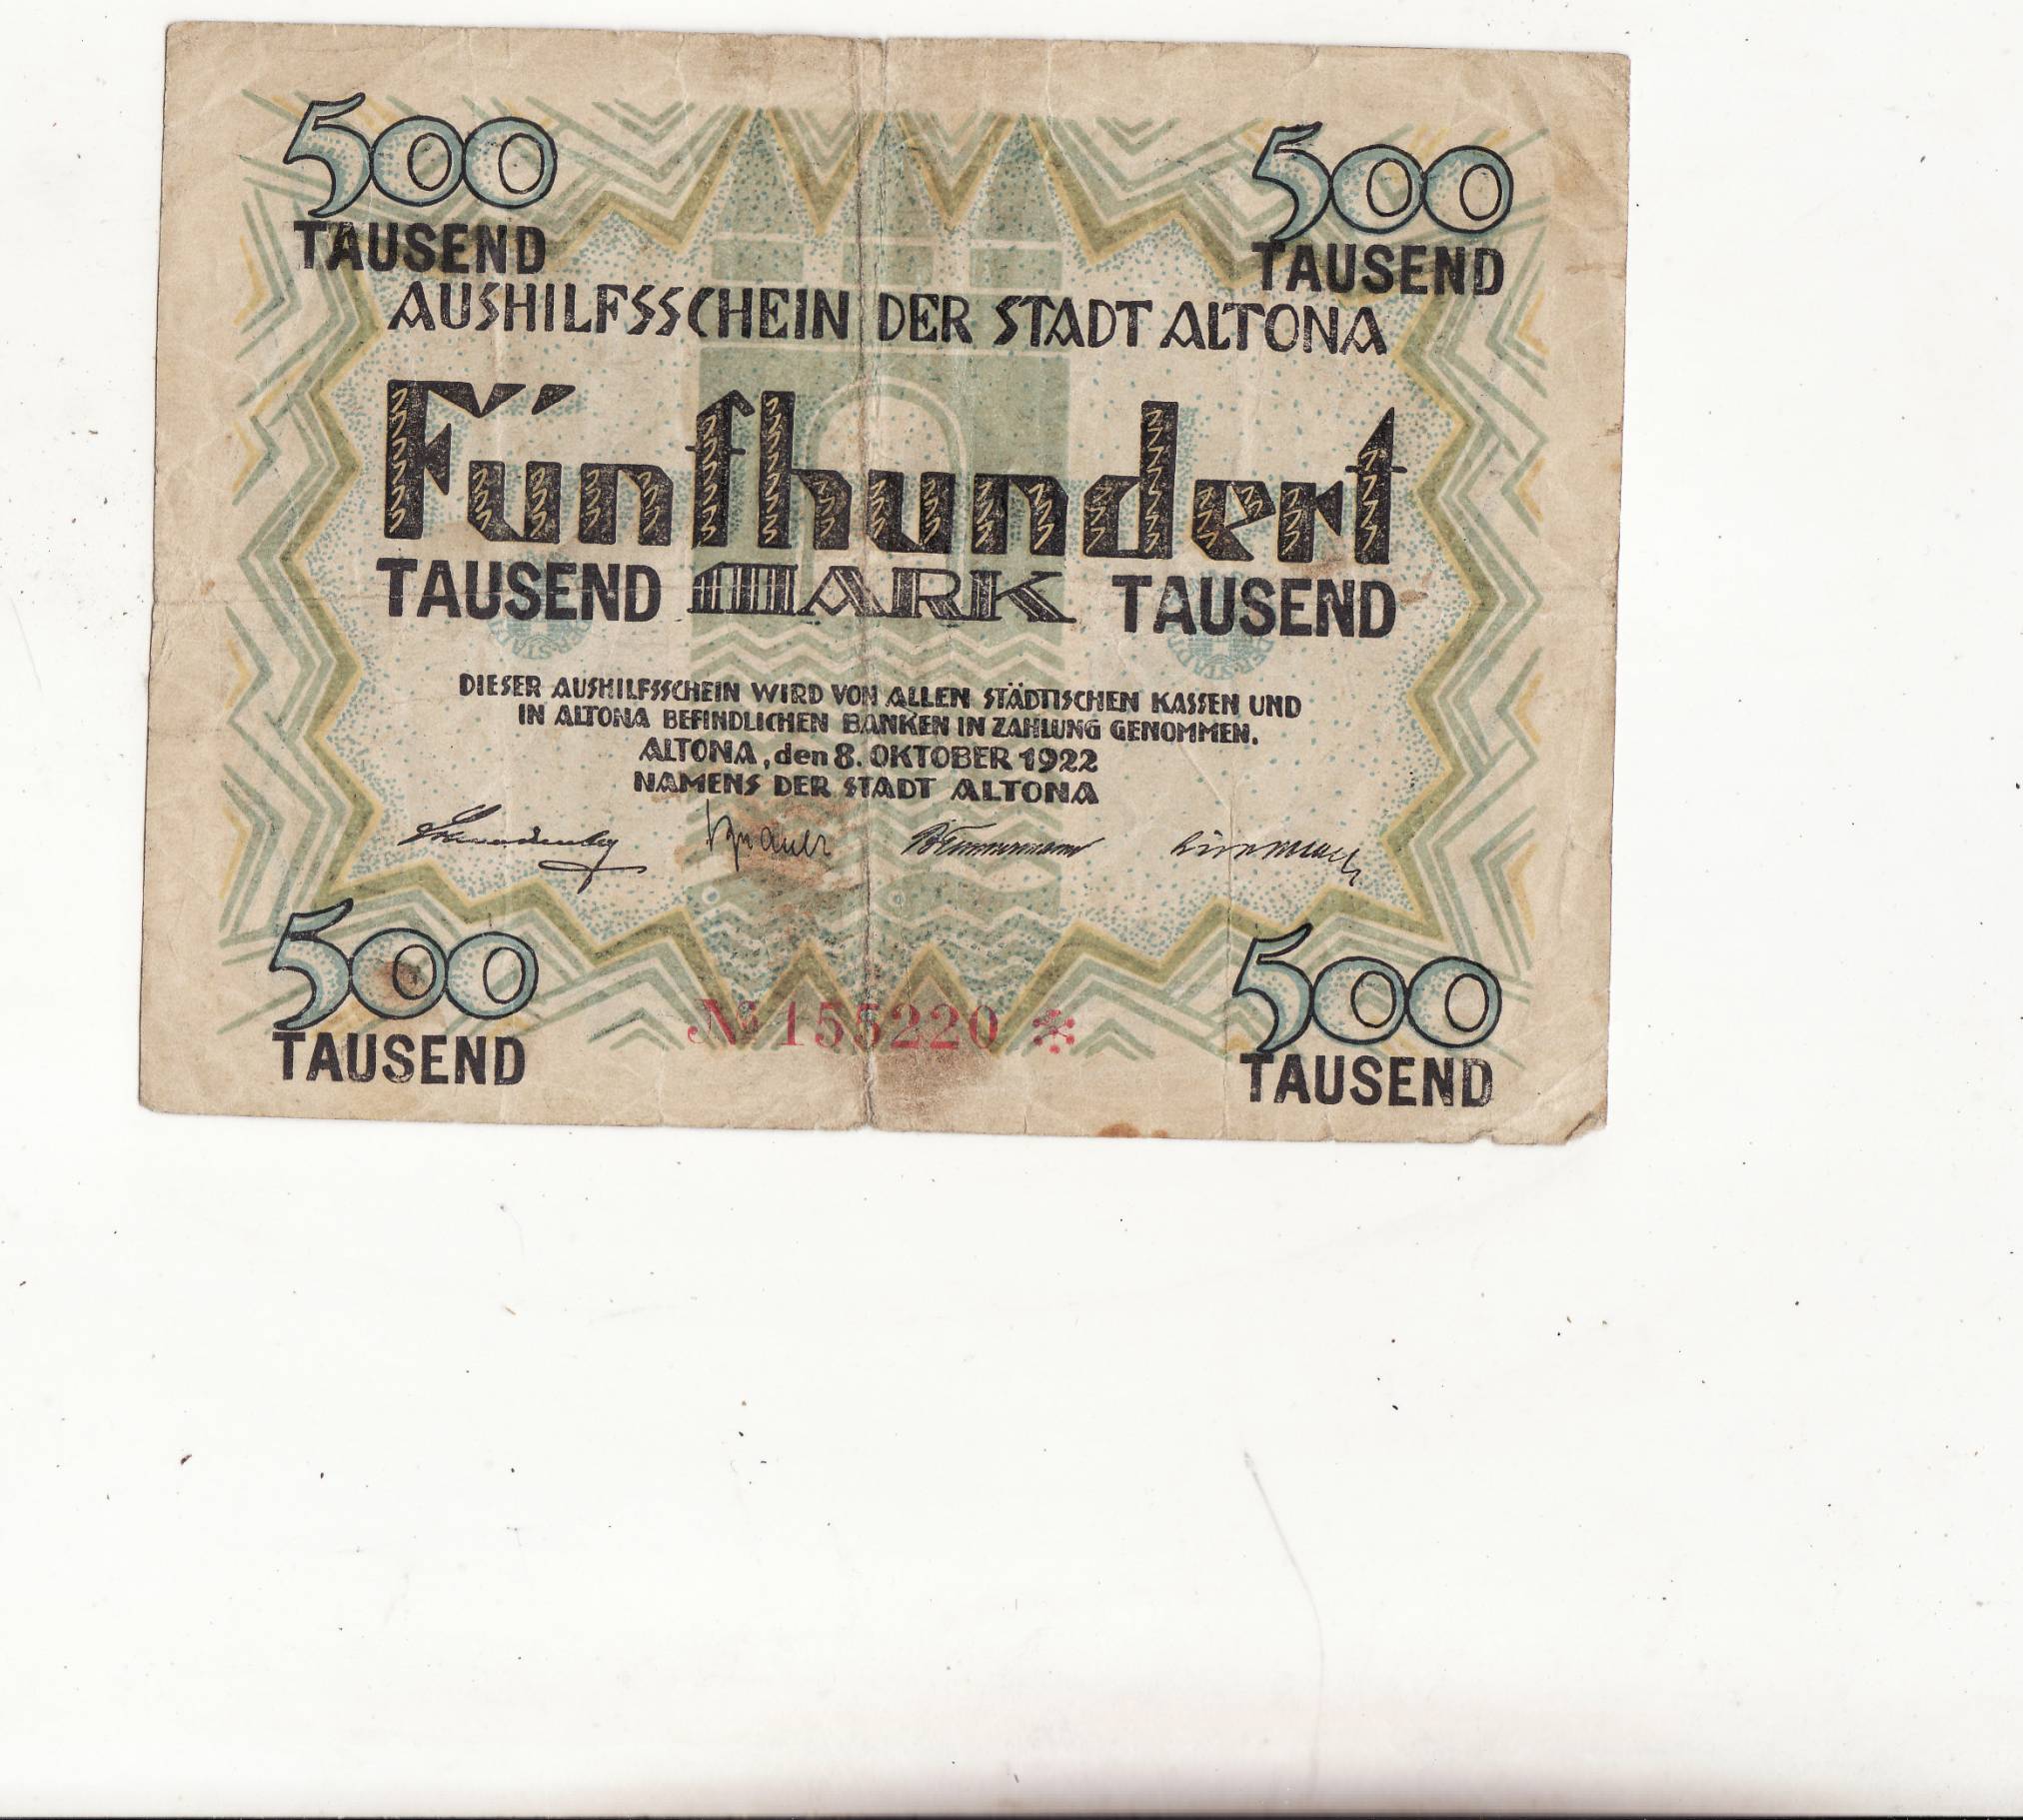 500 500
TAUSEND TAUSEND
AUSHILFSSCHEIN DER STADT ALTONA
Fünfhundert
TAUSEND MARK TAUSEND
DIESER AUSHILFSSCHEIN WIRD VON ALLEN STÄDTISCHEN KASSEN UND
IN ALTONA BEFINDLICHEN BANKEN IN ZAHLUNG GENOMMEN.
ALTONA, den 8. OKTOBER 1922
NAMENS DER STADT ALTONA
500 500
№ 155220 *
TAUSEND TAUSEND